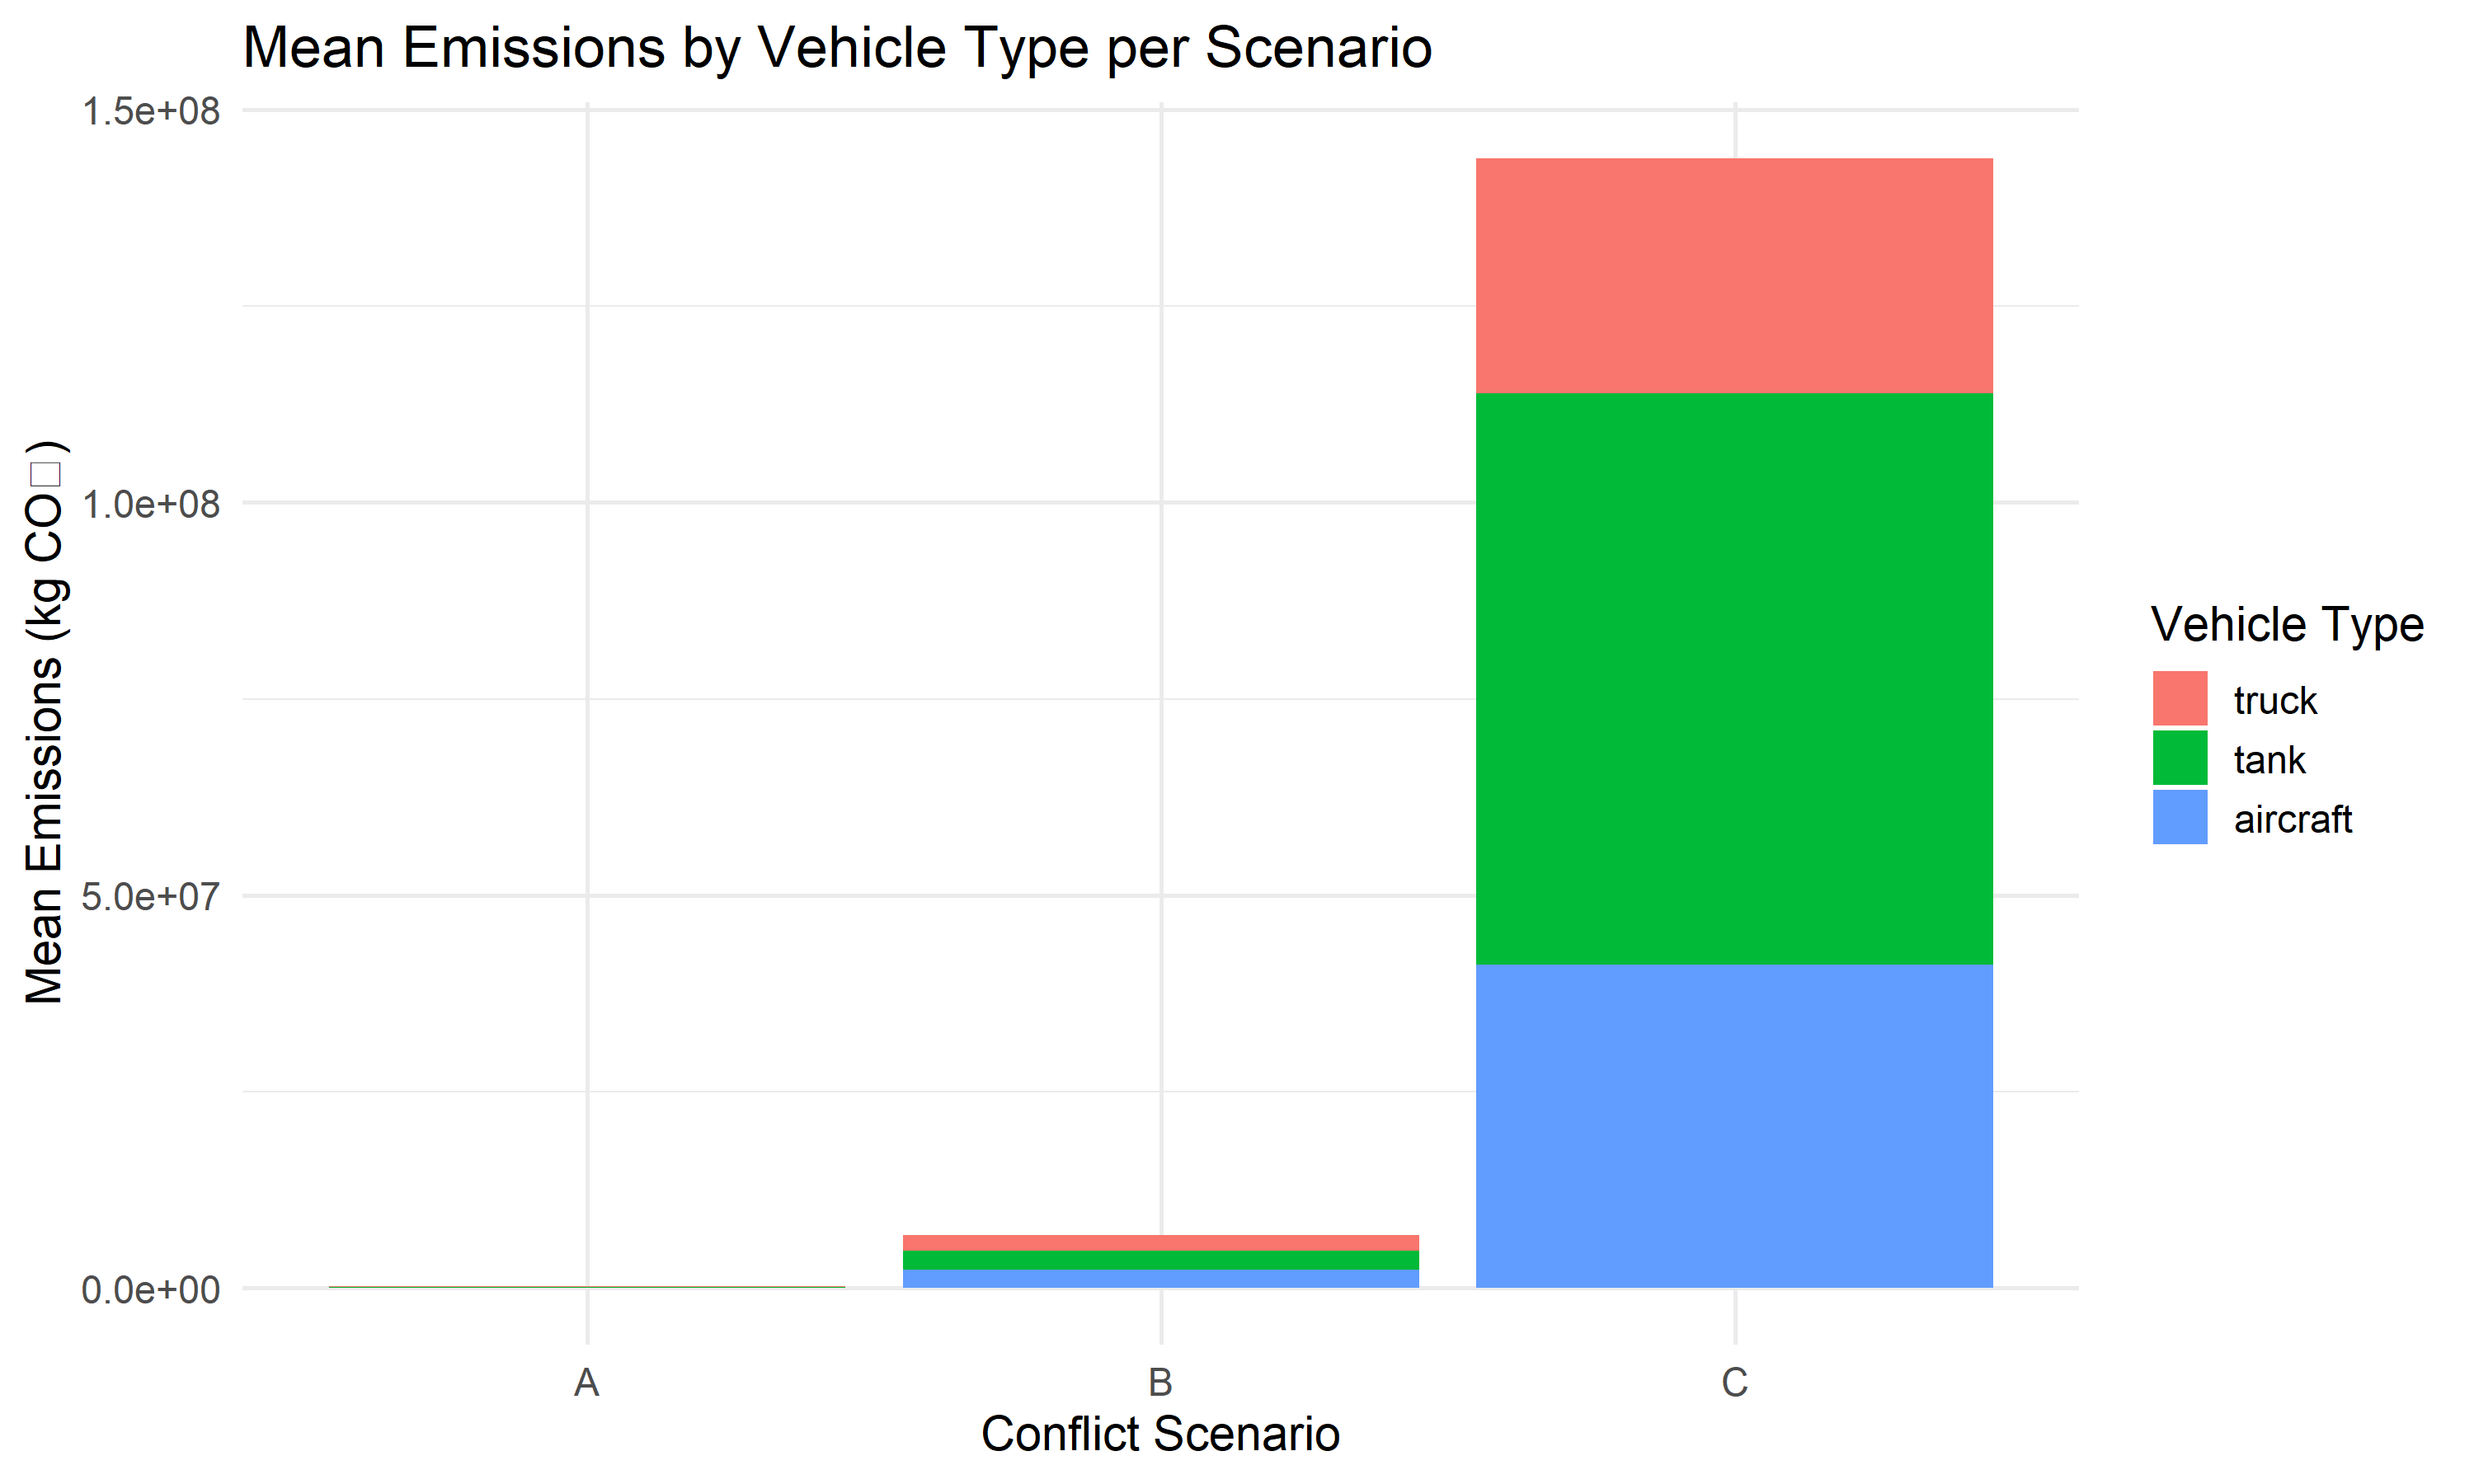 Mean Emissions by Vehicle Type per Scenario
1.5e+08
1.0e+08
5.0e+07
0.0e+00
Mean Emissions (kg CO□)
A
B
C
Conflict Scenario
Vehicle Type
truck
tank
aircraft